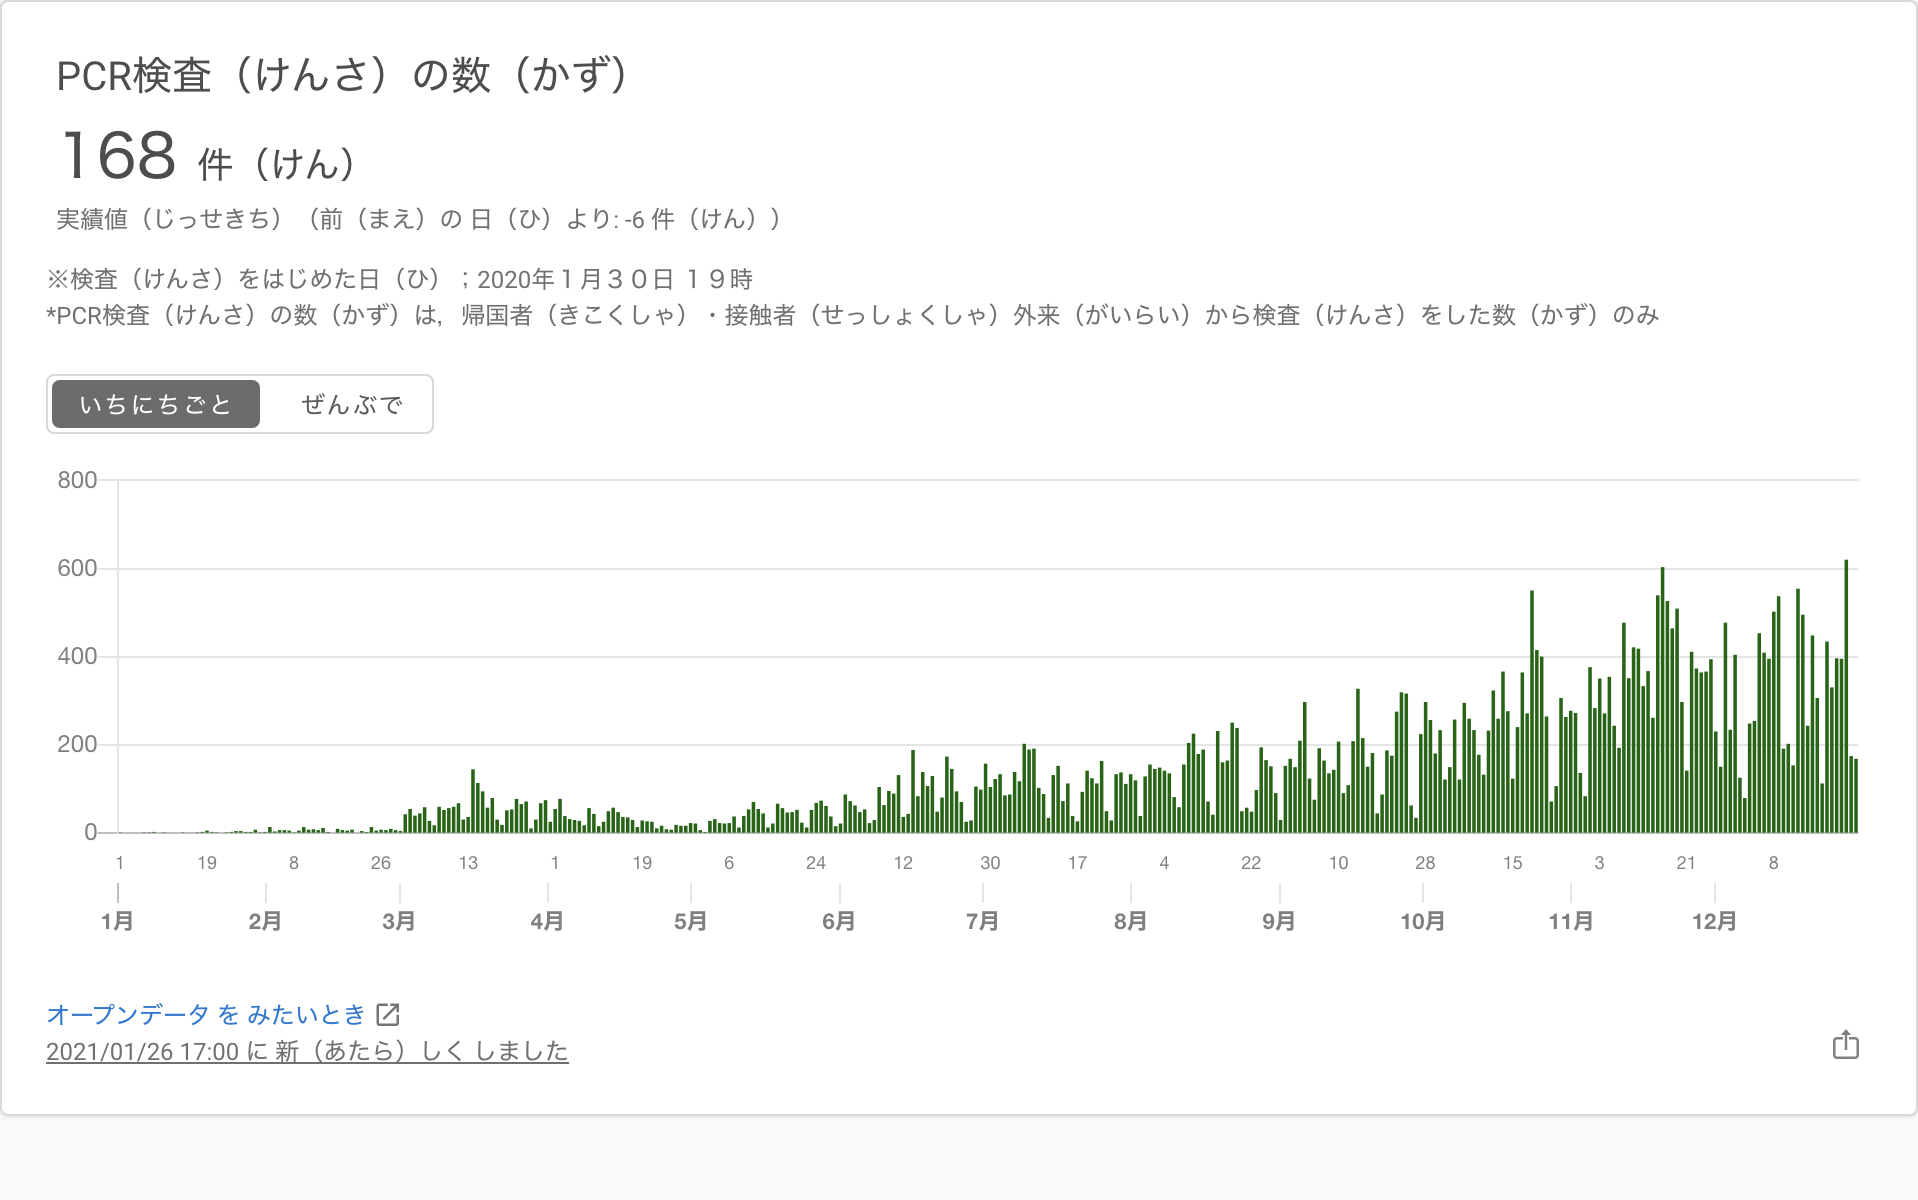 PCR検査（けんさ）の数（かず）
168 件（けん）
実績値（じっせきち）（前（まえ）の 日（ひ）より: -6 件（けん））
※検査（けんさ）をはじめた日（ひ）；2020年１月３０日１９時
*PCR検査（けんさ）の数（かず）は，帰国者（きこくしゃ）・接触者（せっしょくしゃ）外来（がいらい）から検査（けんさ）をした数（かず）のみ
いちにちごと ぜんぶで
800
600
400
200
0
1 19 8 26 13 1 19 6 24 12 30 17 4 22 10 28 15 3 21 8
1月 2月 3月 4月 5月 6月 7月 8月 9月 10月 11月 12月
オープンデータ を みたいとき
2021/01/26 17:00 に 新（あたら）しく しました